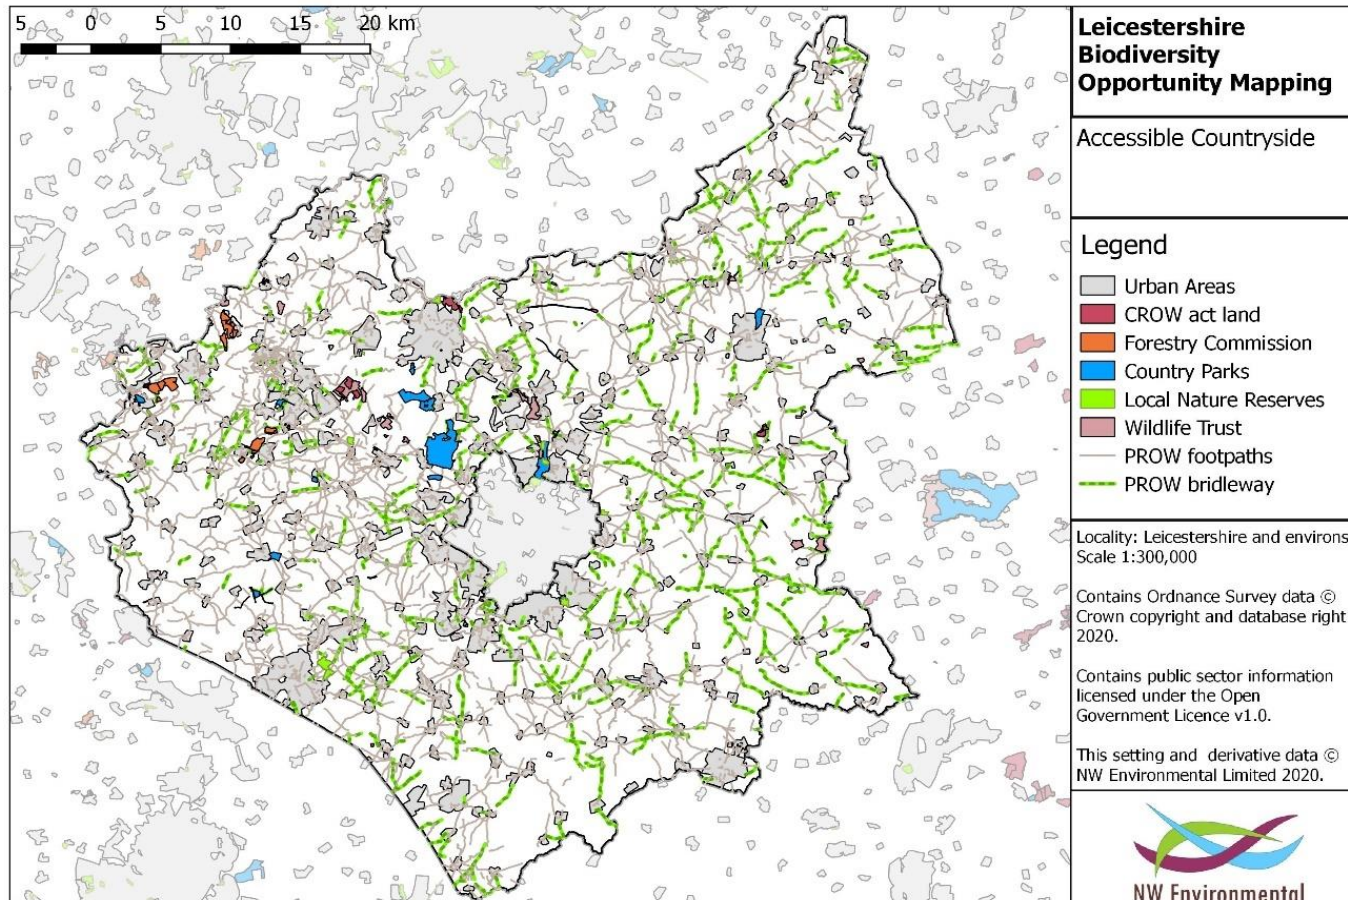 5 0 5 10 15 20 km
Leicestershire
Biodiversity
Opportunity Mapping
Accessible Countryside
Legend
Urban Areas
CROW act land
Forestry Commission
Country Parks
Local Nature Reserves
Wildlife Trust
PROW footpaths
PROW bridleway
Locality: Leicestershire and environs
Scale 1:300,000
Contains Ordnance Survey data ©
Crown copyright and database right
2020.
Contains public sector information
licensed under the Open
Government Licence v1.0.
This setting and derivative data ©
NW Environmental Limited 2020.
NW Environmental